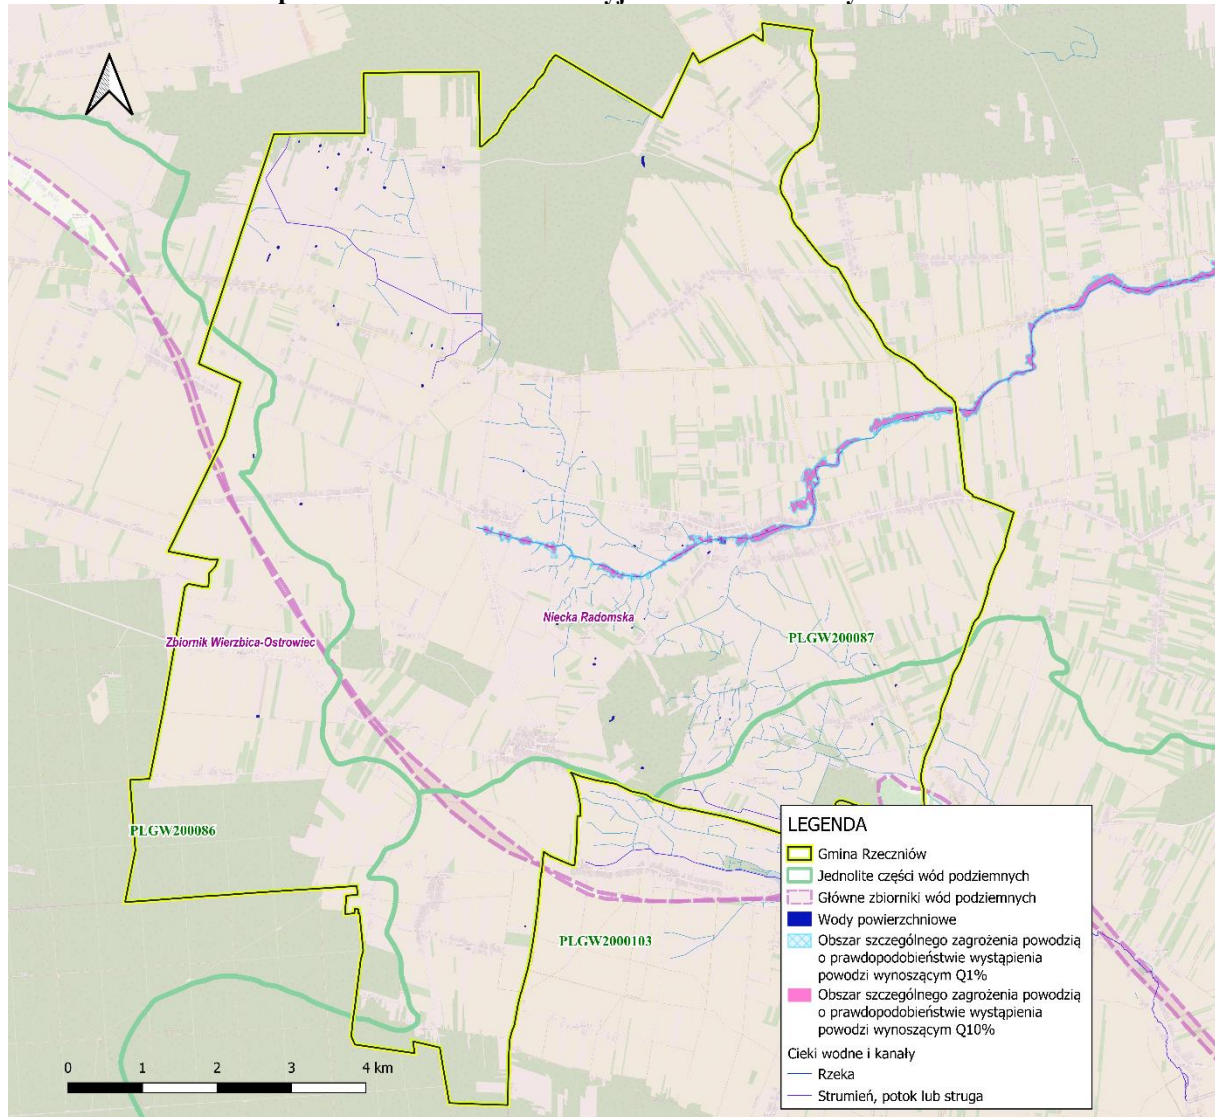 Niecka Radomska
Zbiornik Wierzbica-Ostrowiec
PLGW200087
PLGW200086
PLGW2000103
LEGENDA
Gmina Rzeczniów
Jednolite części wód podziemnych
Główne zbiorniki wód podziemnych
Wody powierzchniowe
Obszar szczególnego zagrożenia powodzią
o prawdopodobieństwie wystąpienia
powodzi wynoszącym Q1%
Obszar szczególnego zagrożenia powodzią
o prawdopodobieństwie wystąpienia
powodzi wynoszącym Q10%
Cieki wodne i kanały
Rzeka
Strumień, potok lub struga
0 1 2 3 4 km